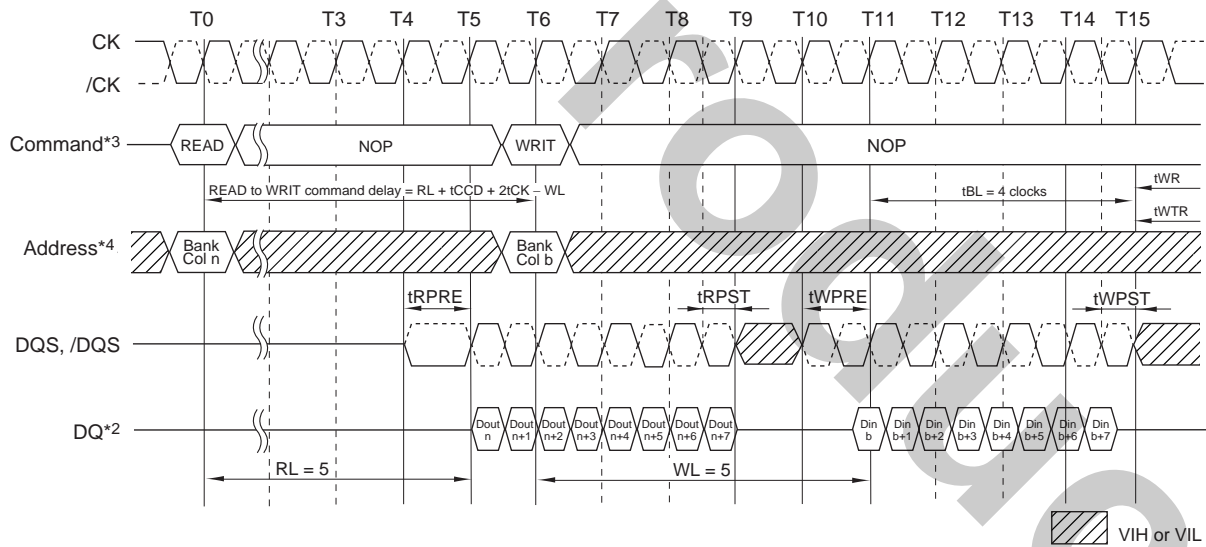 T0 T3 T4 T5 T6 T7 T8 T9 T10 T11 T12 T13 T14 T15
CK
/CK
Command*3 READ NOP WRIT NOP
READ to WRIT command delay = RL + tCCD + 2tCK – WL
tBL = 4 clocks
tWR
tWTR
Address*4 Bank Col n Bank Col b
tRPRE tRPST tWPRE tWPST
DQS, /DQS
DQ*2 Dout n Dout n+1 Dout n+2 Dout n+3 Dout n+4 Dout n+5 Dout n+6 Dout n+7 Din b Din b+1 Din b+2 Din b+3 Din b+4 Din b+5 Din b+6 Din b+7
RL = 5 WL = 5
VIH or VIL
roduc